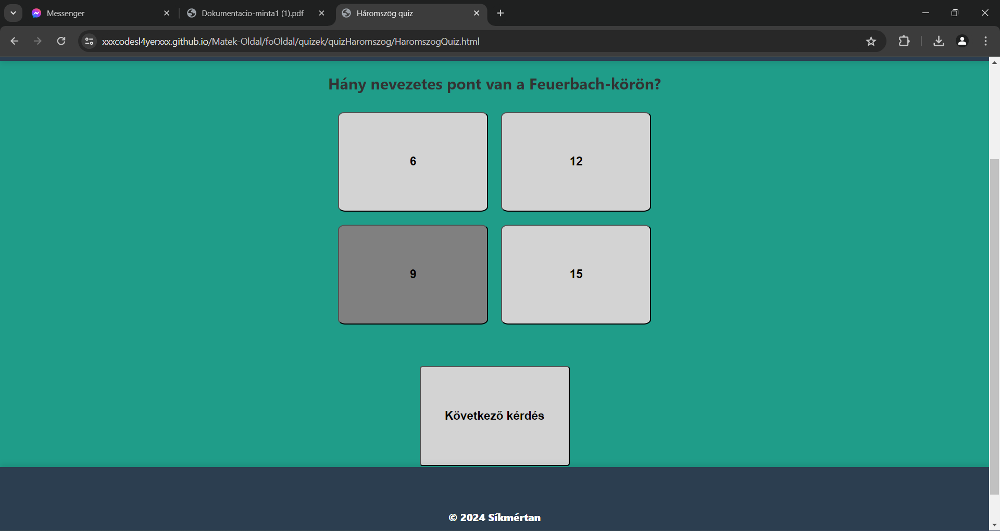 Messenger
Dokumentacio-minta1 (1).pdf
Háromszög quiz
xxxcodesl4yerxxx.github.io/Matek-Oldal/foOldal/quizek/quizHaromszog/HaromszogQuiz.html
Hány nevezetes pont van a Feuerbach-körön?
6
12
9
15
Következő kérdés
© 2024 Síkmértan